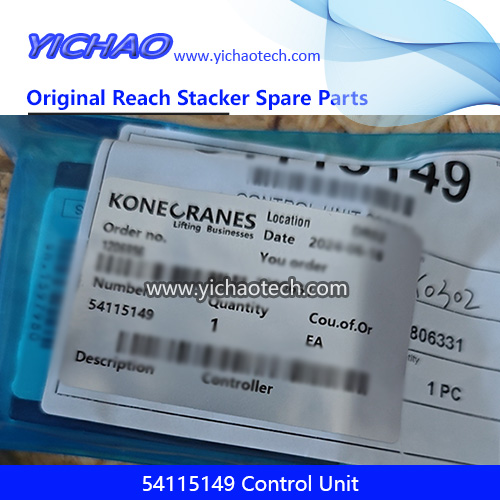 YICHAO
www.yichaotech.com
Original Reach Stacker Spare Parts
54115149
KONECRANES
Lifting Businesses
Location
Date
Order no.
You order
www.yichaotech.com
Number
Quantity
Cou.of.Or
54115149
1
EA
Description
Controller
K0302
806331
ntity
1 PC
54115149 Control Unit